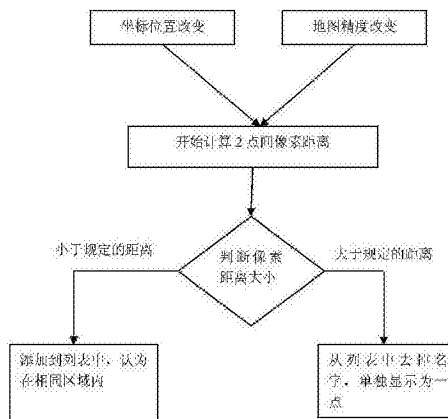 坐标位置改变
地图精度改变
开始计算2点间像素距离
小于规定的距离
判断像素
距离大小
大于规定的距离
添加到列表中，认为
在相同区域内
从列表中去掉名
字，单独显示为一
点